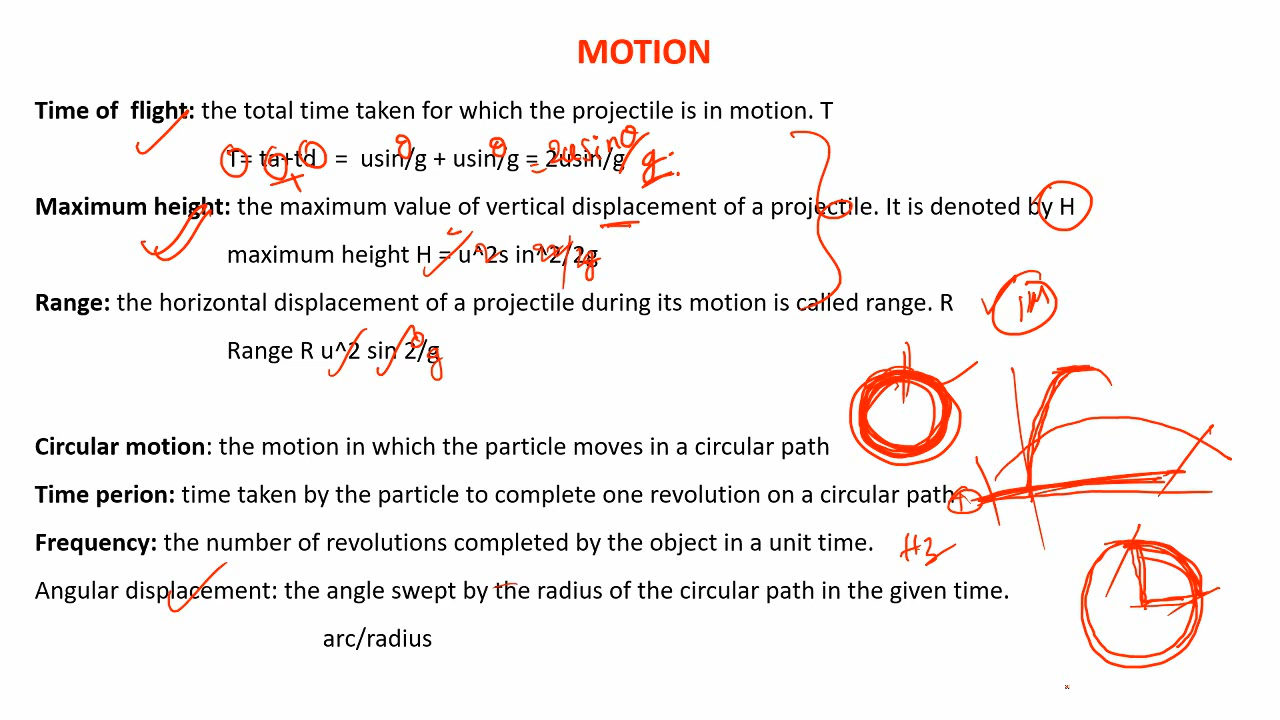 MOTION
Time of flight: the total time taken for which the projectile is in motion. T
T= ta+td = usinθ/g + usinθ/g = 2usin/g = 2usinθ/g
Maximum height: the maximum value of vertical displacement of a projectile. It is denoted by H
maximum height H = u^2s in^2/2g
Range: the horizontal displacement of a projectile during its motion is called range. R
Range R u^2 sin 2/g
Circular motion: the motion in which the particle moves in a circular path
Time perion: time taken by the particle to complete one revolution on a circular path.
Frequency: the number of revolutions completed by the object in a unit time. Hz
Angular displacement: the angle swept by the radius of the circular path in the given time.
arc/radius